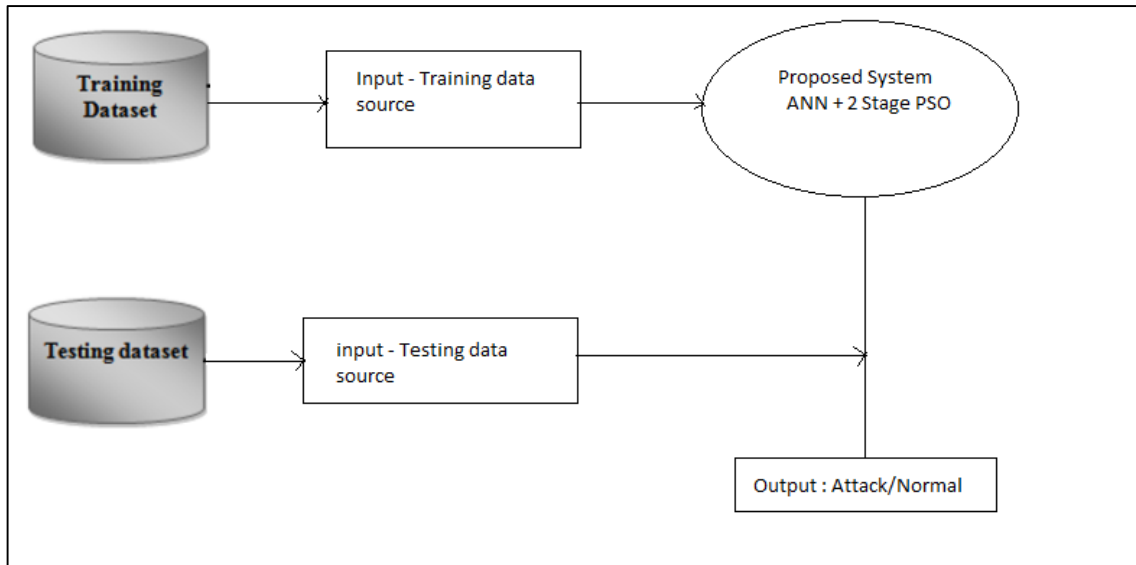 Training
Dataset
Input - Training data
source
Proposed System
ANN + 2 Stage PSO
Testing dataset
input - Testing data
source
Output : Attack/Normal